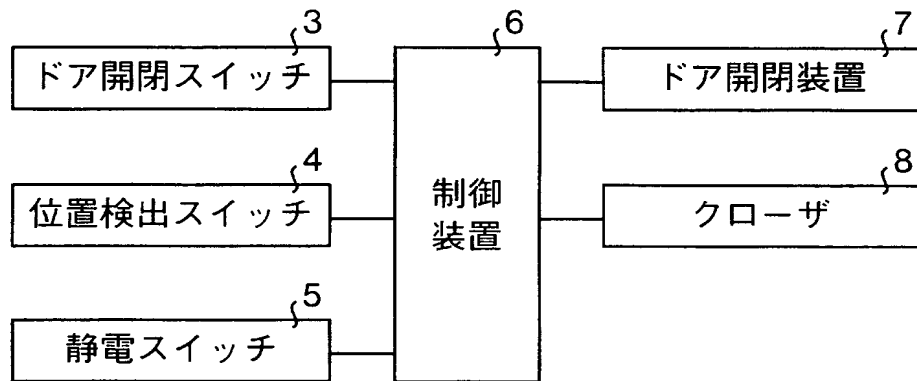 3
ドア開閉スイッチ
4
位置検出スイッチ
5
静電スイッチ
6
制御
装置
7
ドア開閉装置
8
クローザ